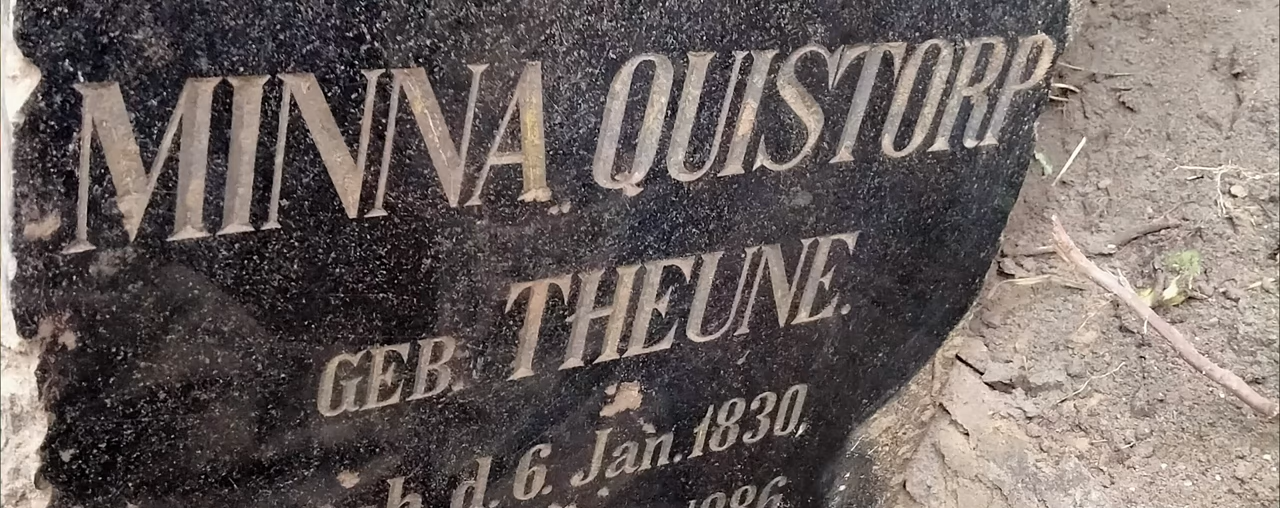 MINNA QUISTORP
GEB. THEUNE.
d. 6. Jan. 1830,